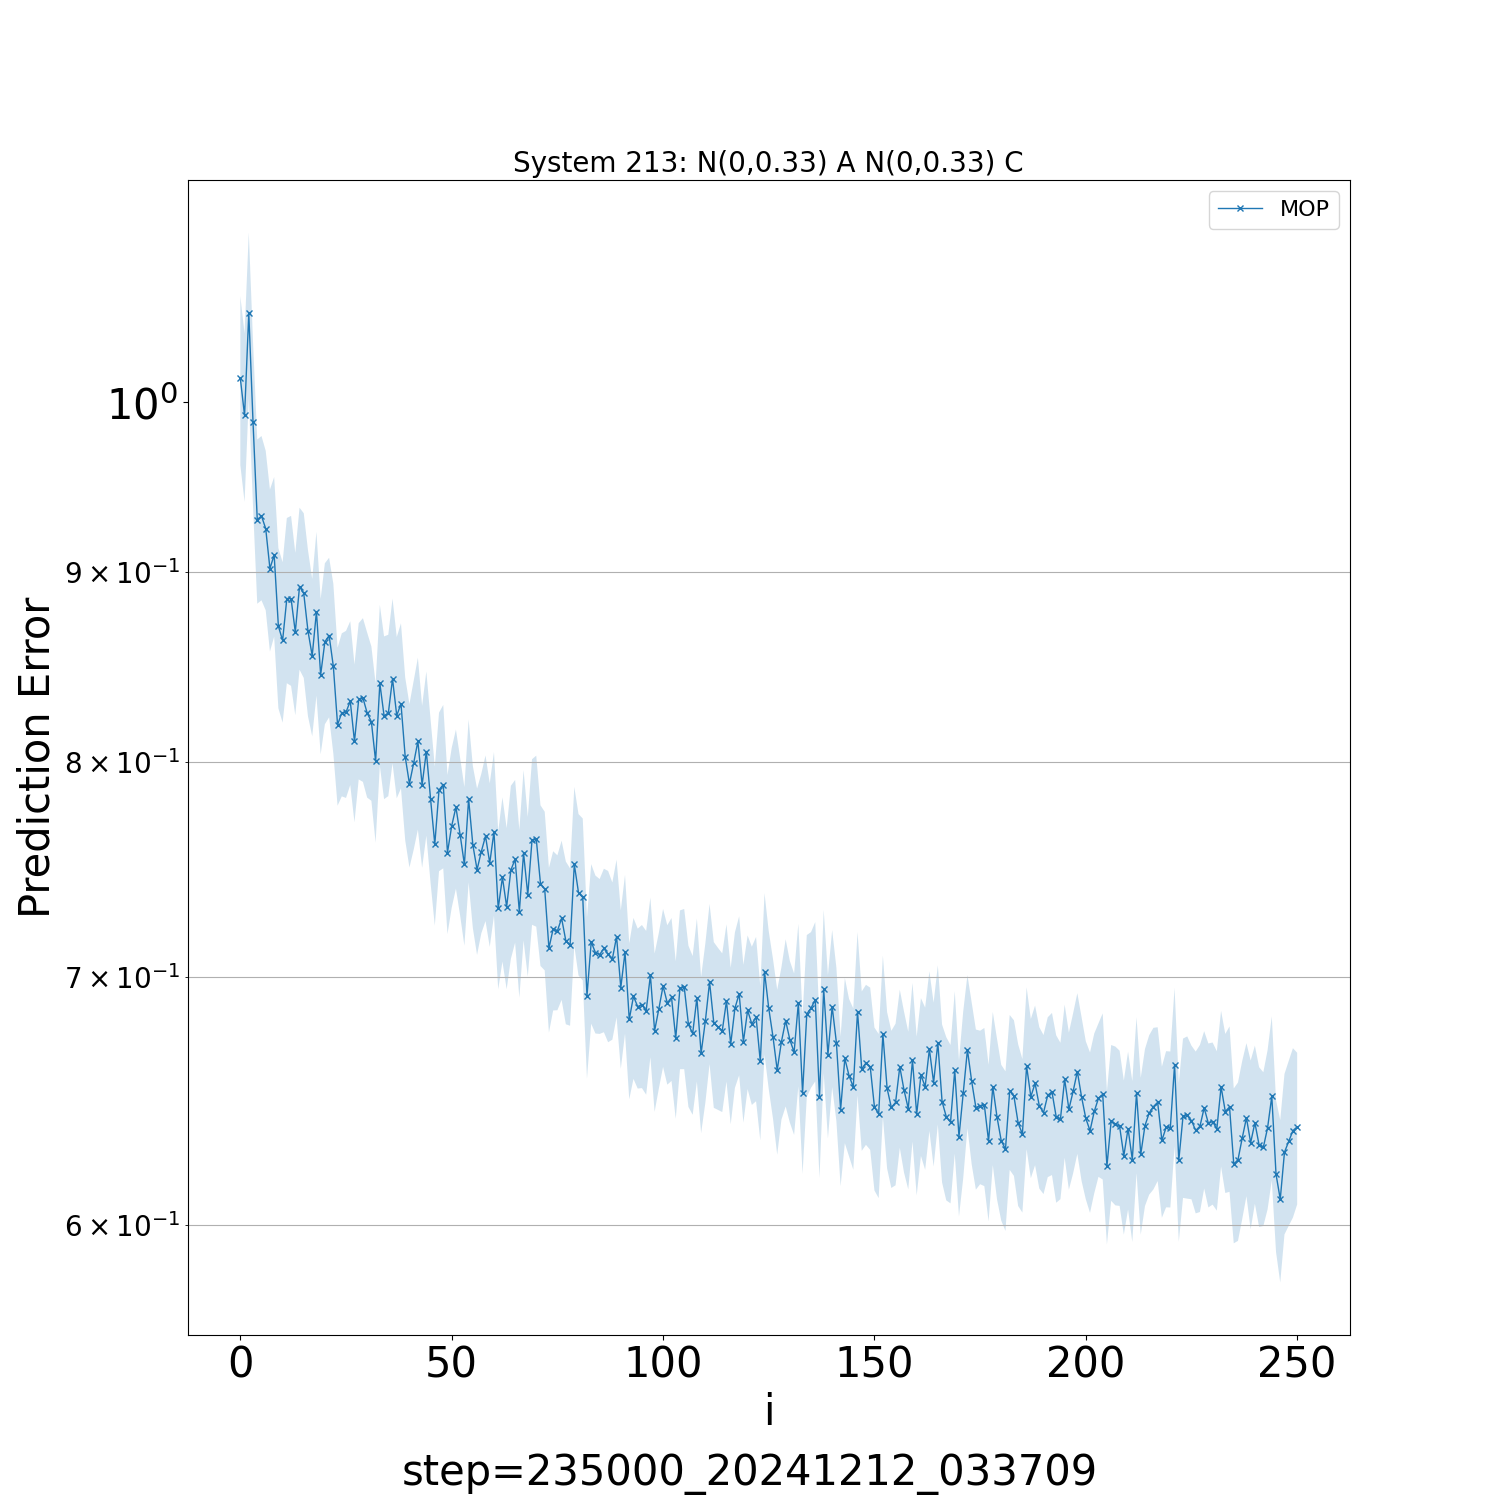 System 213: N(0,0.33) A N(0,0.33) C
MOP
10⁰
9 × 10⁻¹
8 × 10⁻¹
7 × 10⁻¹
6 × 10⁻¹
Prediction Error
0 50 100 150 200 250
i
step=235000_20241212_033709